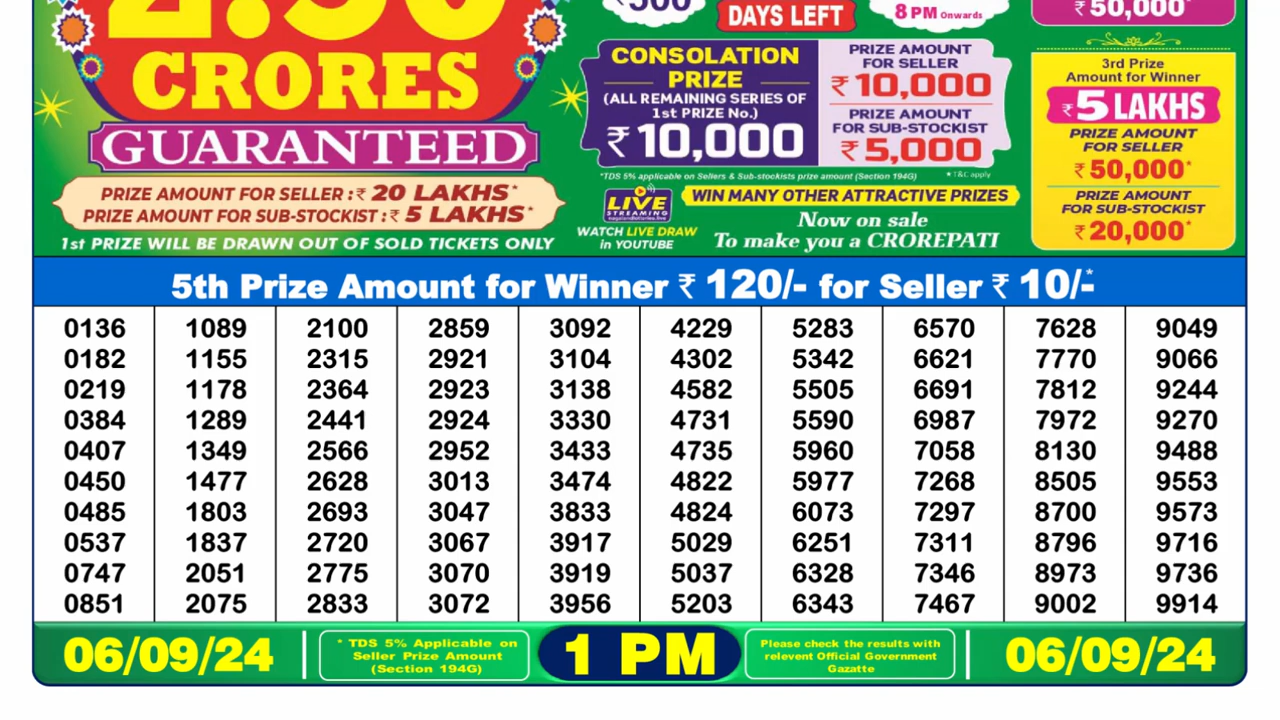 2.50
CRORES
GUARANTEED
PRIZE AMOUNT FOR SELLER : ₹ 20 LAKHS*
PRIZE AMOUNT FOR SUB-STOCKIST : ₹ 5 LAKHS*
1st PRIZE WILL BE DRAWN OUT OF SOLD TICKETS ONLY
₹500
DAYS LEFT
8 PM Onwards
₹50,000*
CONSOLATION
PRIZE
(ALL REMAINING SERIES OF
1st PRIZE No.)
₹10,000
PRIZE AMOUNT
FOR SELLER
₹10,000
PRIZE AMOUNT
FOR SUB-STOCKIST
₹5,000
*TDS 5% applicable on Sellers & Sub-stockists prize amount (Section 194G)
*T&C apply
LIVE
STREAMING
nagalandlotteries.live
WATCH LIVE DRAW
in YOUTUBE
WIN MANY OTHER ATTRACTIVE PRIZES
Now on sale
To make you a CROREPATI
3rd Prize
Amount for Winner
₹5 LAKHS
PRIZE AMOUNT
FOR SELLER
₹50,000*
PRIZE AMOUNT
FOR SUB-STOCKIST
₹20,000*
5th Prize Amount for Winner ₹ 120/- for Seller ₹ 10/-*
0136 1089 2100 2859 3092 4229 5283 6570 7628 9049
0182 1155 2315 2921 3104 4302 5342 6621 7770 9066
0219 1178 2364 2923 3138 4582 5505 6691 7812 9244
0384 1289 2441 2924 3330 4731 5590 6987 7972 9270
0407 1349 2566 2952 3433 4735 5960 7058 8130 9488
0450 1477 2628 3013 3474 4822 5977 7268 8505 9553
0485 1803 2693 3047 3833 4824 6073 7297 8700 9573
0537 1837 2720 3067 3917 5029 6251 7311 8796 9716
0747 2051 2775 3070 3919 5037 6328 7346 8973 9736
0851 2075 2833 3072 3956 5203 6343 7467 9002 9914
06/09/24
* TDS 5% Applicable on
Seller Prize Amount
(Section 194G)
1 PM
Please check the results with
relevent Official Government
Gazatte
06/09/24